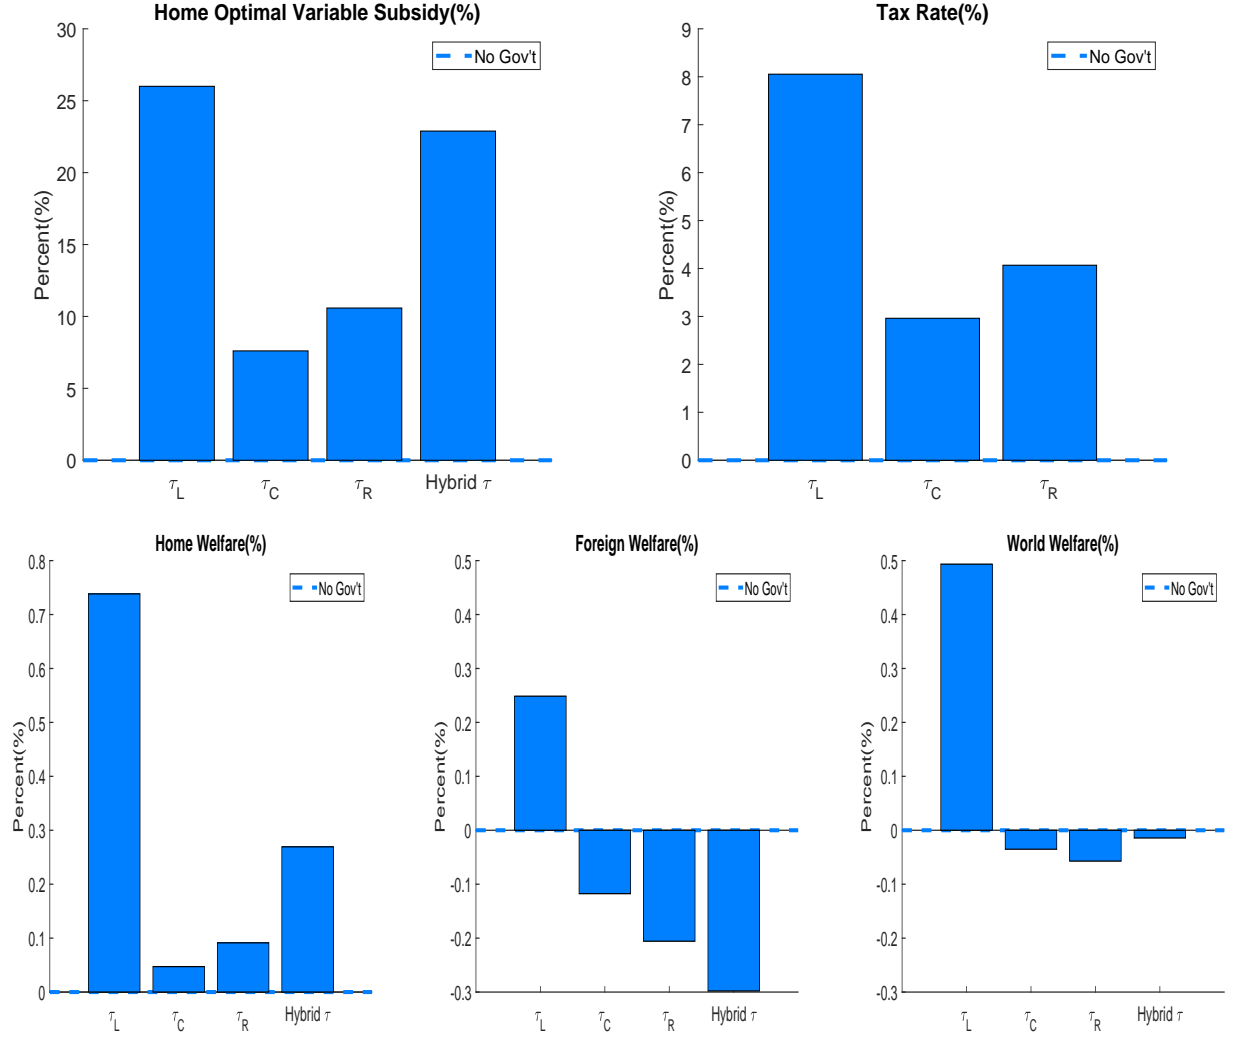 Home Optimal Variable Subsidy(%)
30
25
20
15
10
5
0
Percent(%)
No Gov't
τL
τC
τR
Hybrid τ
Tax Rate(%)
9
8
7
6
5
4
3
2
1
0
Percent(%)
No Gov't
τL
τC
τR
Home Welfare(%)
0.8
0.7
0.6
0.5
0.4
0.3
0.2
0.1
0
Percent(%)
No Gov't
τL
τC
τR
Hybrid τ
Foreign Welfare(%)
0.5
0.4
0.3
0.2
0.1
0
-0.1
-0.2
-0.3
Percent(%)
No Gov't
τL
τC
τR
Hybrid τ
World Welfare(%)
0.5
0.4
0.3
0.2
0.1
0
-0.1
-0.2
-0.3
Percent(%)
No Gov't
τL
τC
τR
Hybrid τ